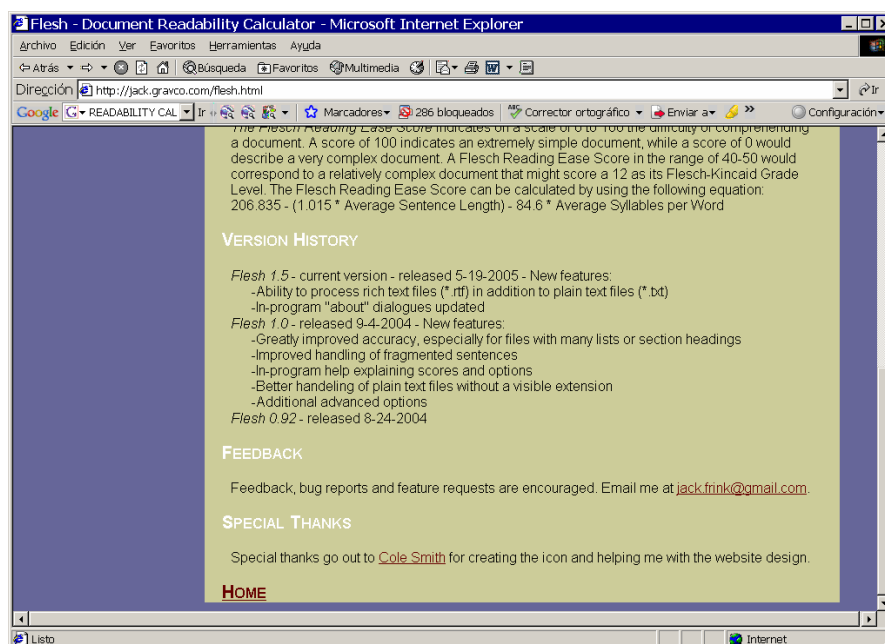 Flesh - Document Readability Calculator - Microsoft Internet Explorer
Archivo Edición Ver Favoritos Herramientas Ayuda
Atrás Búsqueda Favoritos Multimedia
Dirección http://jack.gravco.com/flesh.html Ir
Google READABILITY CAL Ir Marcadores 286 bloqueados Corrector ortográfico Enviar a Configuración
The Flesch Reading Ease Score indicates on a scale of 0 to 100 the difficulty of comprehending
a document. A score of 100 indicates an extremely simple document, while a score of 0 would
describe a very complex document. A Flesch Reading Ease Score in the range of 40-50 would
correspond to a relatively complex document that might score a 12 as its Flesh-Kincaid Grade
Level. The Flesch Reading Ease Score can be calculated by using the following equation:
206.835 - (1.015 * Average Sentence Length) - 84.6 * Average Syllables per Word
VERSION HISTORY
Flesh 1.5 - current version - released 5-19-2005 - New features:
-Ability to process rich text files (*.rtf) in addition to plain text files (*.txt)
-In-program "about" dialogues updated
Flesh 1.0 - released 9-4-2004 - New features:
-Greatly improved accuracy, especially for files with many lists or section headings
-Improved handling of fragmented sentences
-In-program help explaining scores and options
-Better handeling of plain text files without a visible extension
-Additional advanced options
Flesh 0.92 - released 8-24-2004
FEEDBACK
Feedback, bug reports and feature requests are encouraged. Email me at jack.frink@gmail.com.
SPECIAL THANKS
Special thanks go out to Cole Smith for creating the icon and helping me with the website design.
HOME
Listo Internet